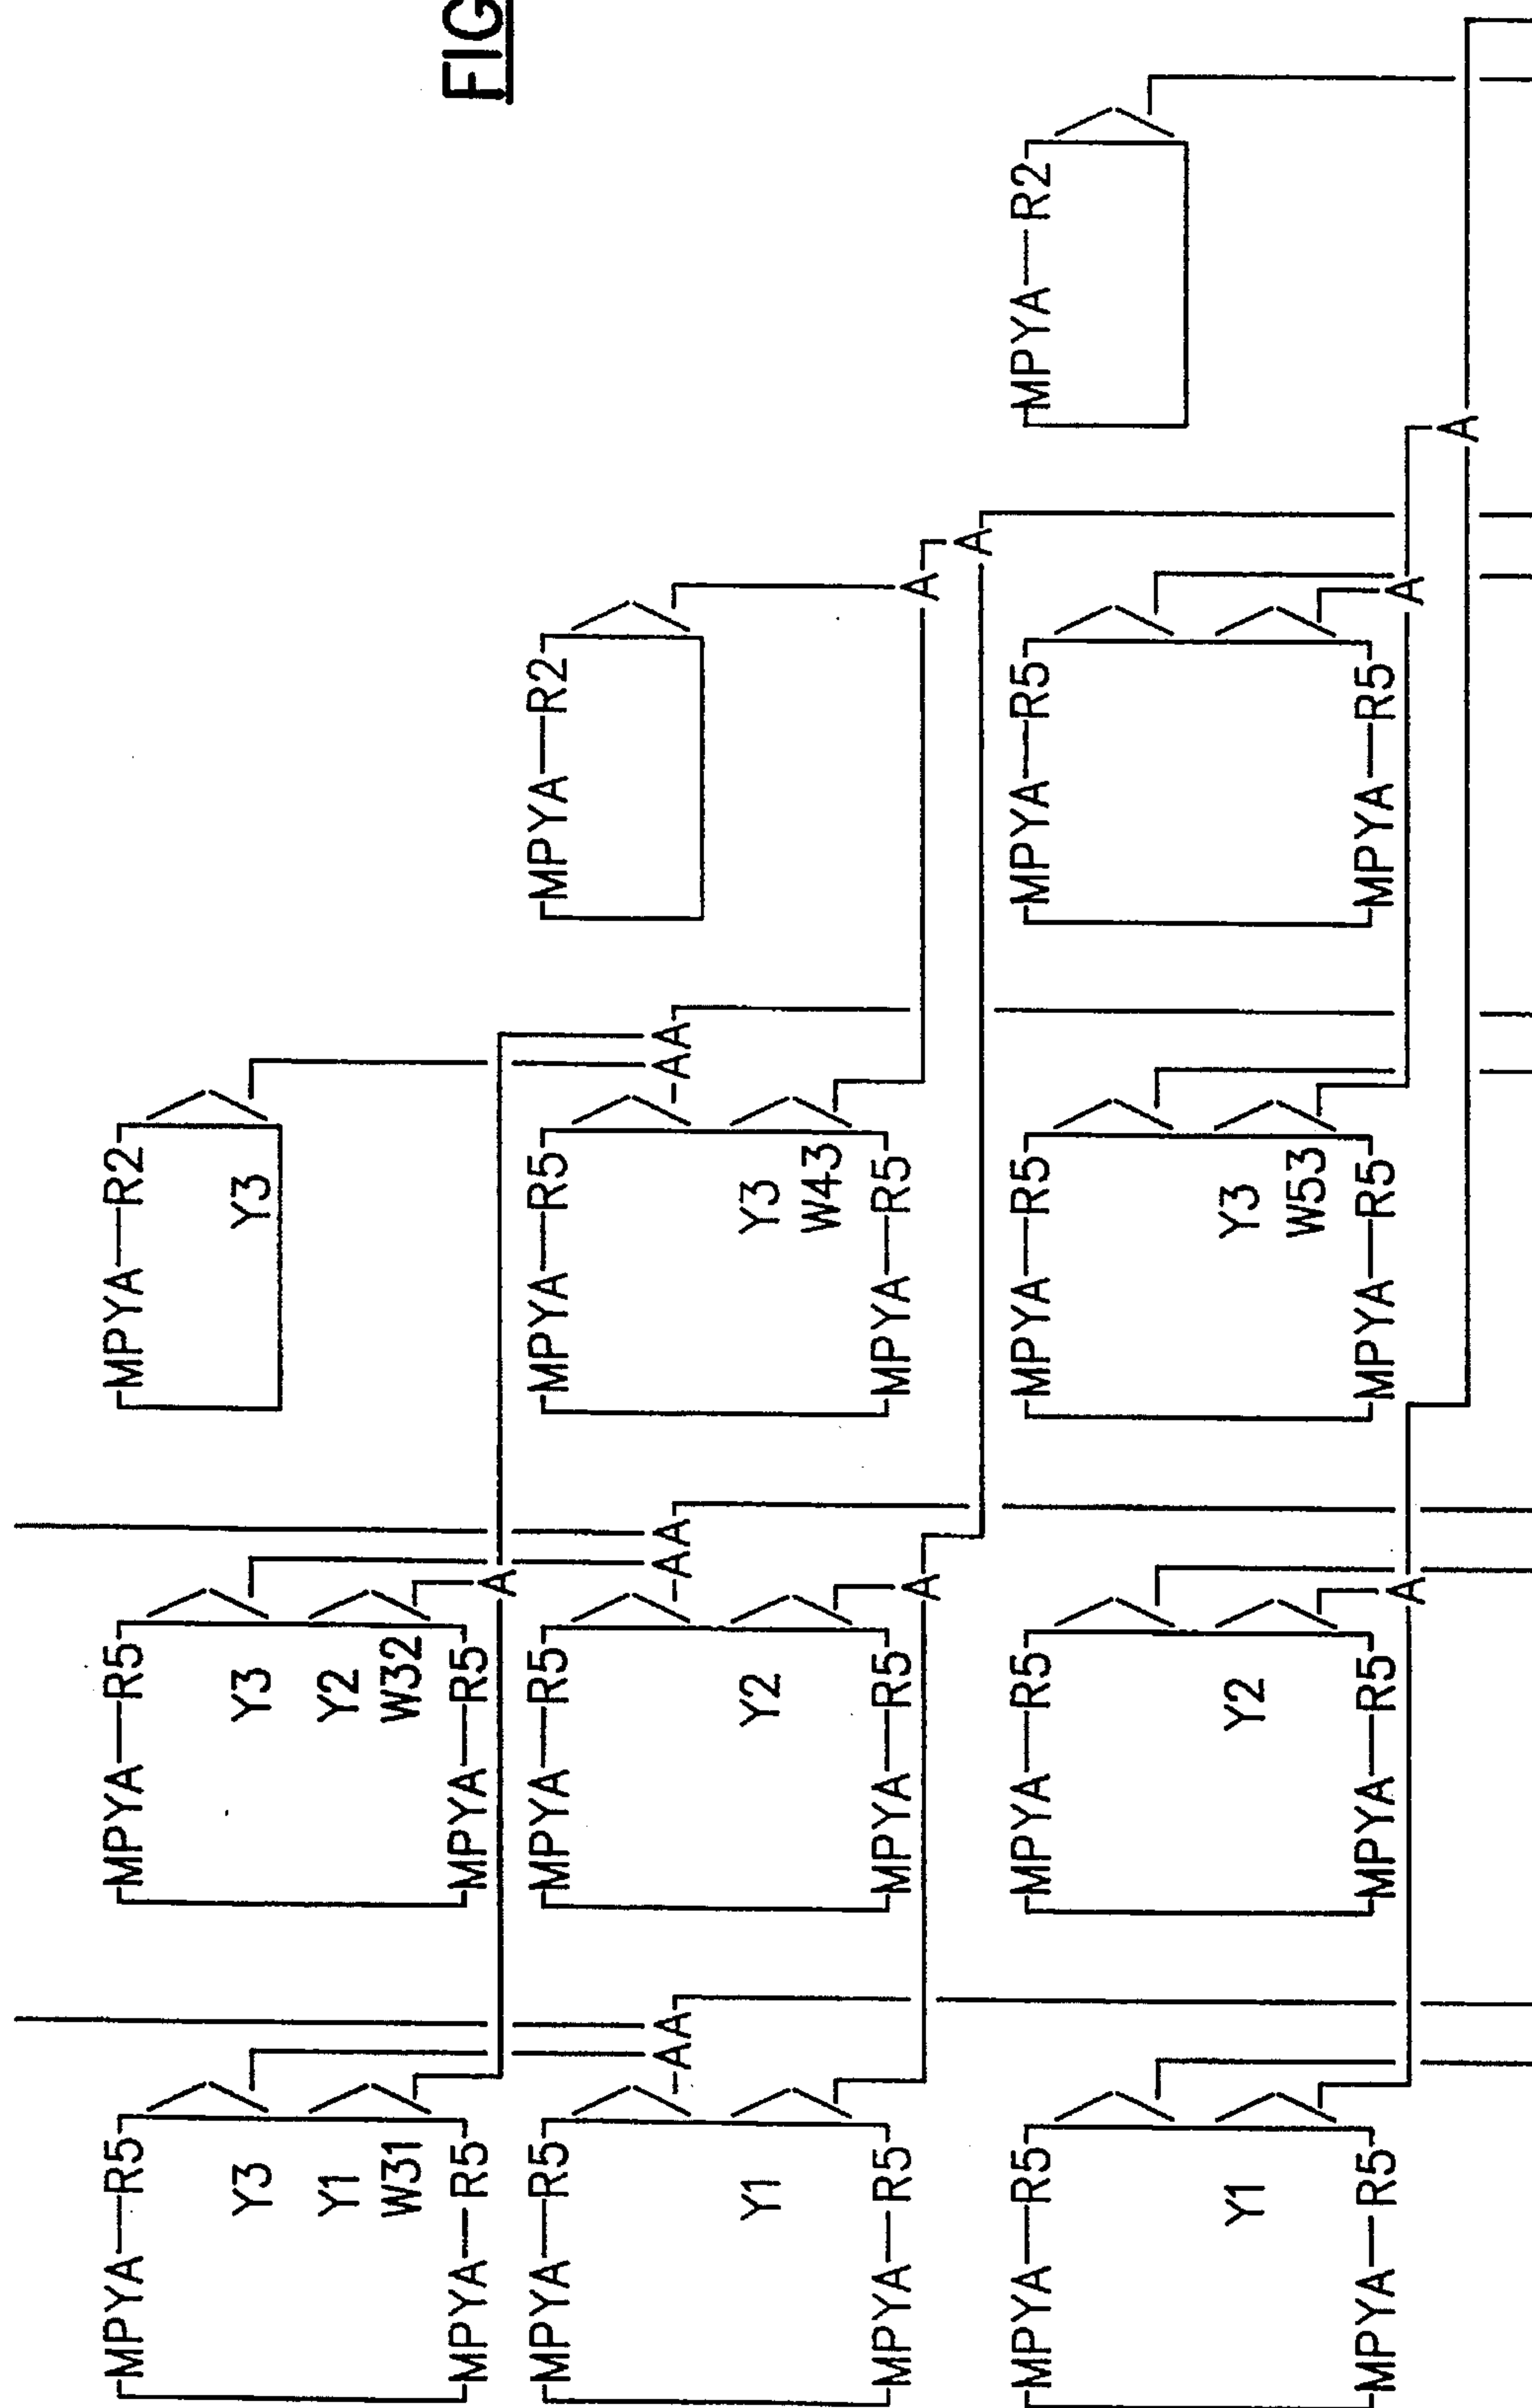 MPYA—R5 MPYA—R5 MPYA—R2
Y3 Y3 Y3
Y1 Y2
W31 W32
MPYA—R5 MPYA—R5 FIG
A
MPYA—R5 MPYA—R5 MPYA—R5 MPYA—R2
AA AA AA
Y1 Y2 Y3
W43
MPYA—R5 MPYA—R5 MPYA—R5
A A
A
MPYA—R5 MPYA—R5 MPYA—R5 MPYA—R5 MPYA—R2
Y1 Y2 Y3
W53
MPYA—R5 MPYA—R5 MPYA—R5 MPYA—R5
A A
A